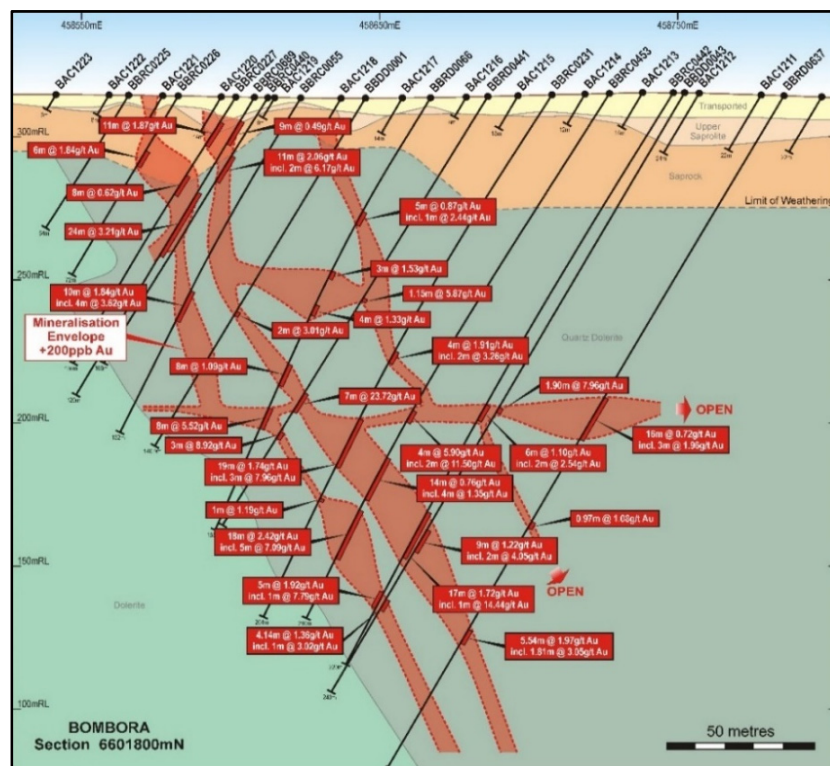 458550mE
458650mE
458750mE
BAC1223
BAC1222
BBRC0225
BAC1221
BBRC0226
BAC1220
BBRC0227
BAC1219
BBRC0055
BAC1218
BBDD0001
BAC1217
BBRD0066
BAC1216
BBRD0441
BAC1215
BBRC0231
BAC1214
BBRC0453
BAC1213
BBRC0442
BBRD0043
BAC1212
BAC1211
BBRD0637
Transported
Upper
Saprolite
Saprock
Limit of Weathering
300mRL
250mRL
200mRL
150mRL
100mRL
11m @ 1.87g/t Au
9m @ 0.49g/t Au
6m @ 1.84g/t Au
11m @ 2.06g/t Au
incl. 2m @ 6.17g/t Au
8m @ 0.62g/t Au
5m @ 0.87g/t Au
incl. 1m @ 2.44g/t Au
24m @ 3.21g/t Au
3m @ 1.53g/t Au
10m @ 1.84g/t Au
incl. 4m @ 3.62g/t Au
1.15m @ 5.87g/t Au
Mineralisation
Envelope
+200ppb Au
2m @ 3.81g/t Au
4m @ 1.33g/t Au
Quartz Dolerite
4m @ 1.91g/t Au
incl. 2m @ 3.26g/t Au
8m @ 1.09g/t Au
7m @ 23.72g/t Au
1.90m @ 7.96g/t Au
OPEN
8m @ 5.52g/t Au
3m @ 8.92g/t Au
16m @ 0.72g/t Au
incl. 3m @ 1.96g/t Au
4m @ 5.90g/t Au
incl. 2m @ 11.50g/t Au
6m @ 1.10g/t Au
incl. 2m @ 2.54g/t Au
19m @ 1.74g/t Au
incl. 3m @ 7.96g/t Au
14m @ 0.76g/t Au
incl. 4m @ 1.35g/t Au
1m @ 1.19g/t Au
0.97m @ 1.68g/t Au
18m @ 2.42g/t Au
incl. 5m @ 7.09g/t Au
9m @ 1.22g/t Au
incl. 2m @ 4.05g/t Au
5m @ 1.92g/t Au
incl. 1m @ 7.79g/t Au
17m @ 1.72g/t Au
incl. 1m @ 14.44g/t Au
OPEN
Dolerite
4.14m @ 1.36g/t Au
incl. 1m @ 3.02g/t Au
5.54m @ 1.97g/t Au
incl. 1.81m @ 3.05g/t Au
BOMBORA
Section 6601800mN
50 metres